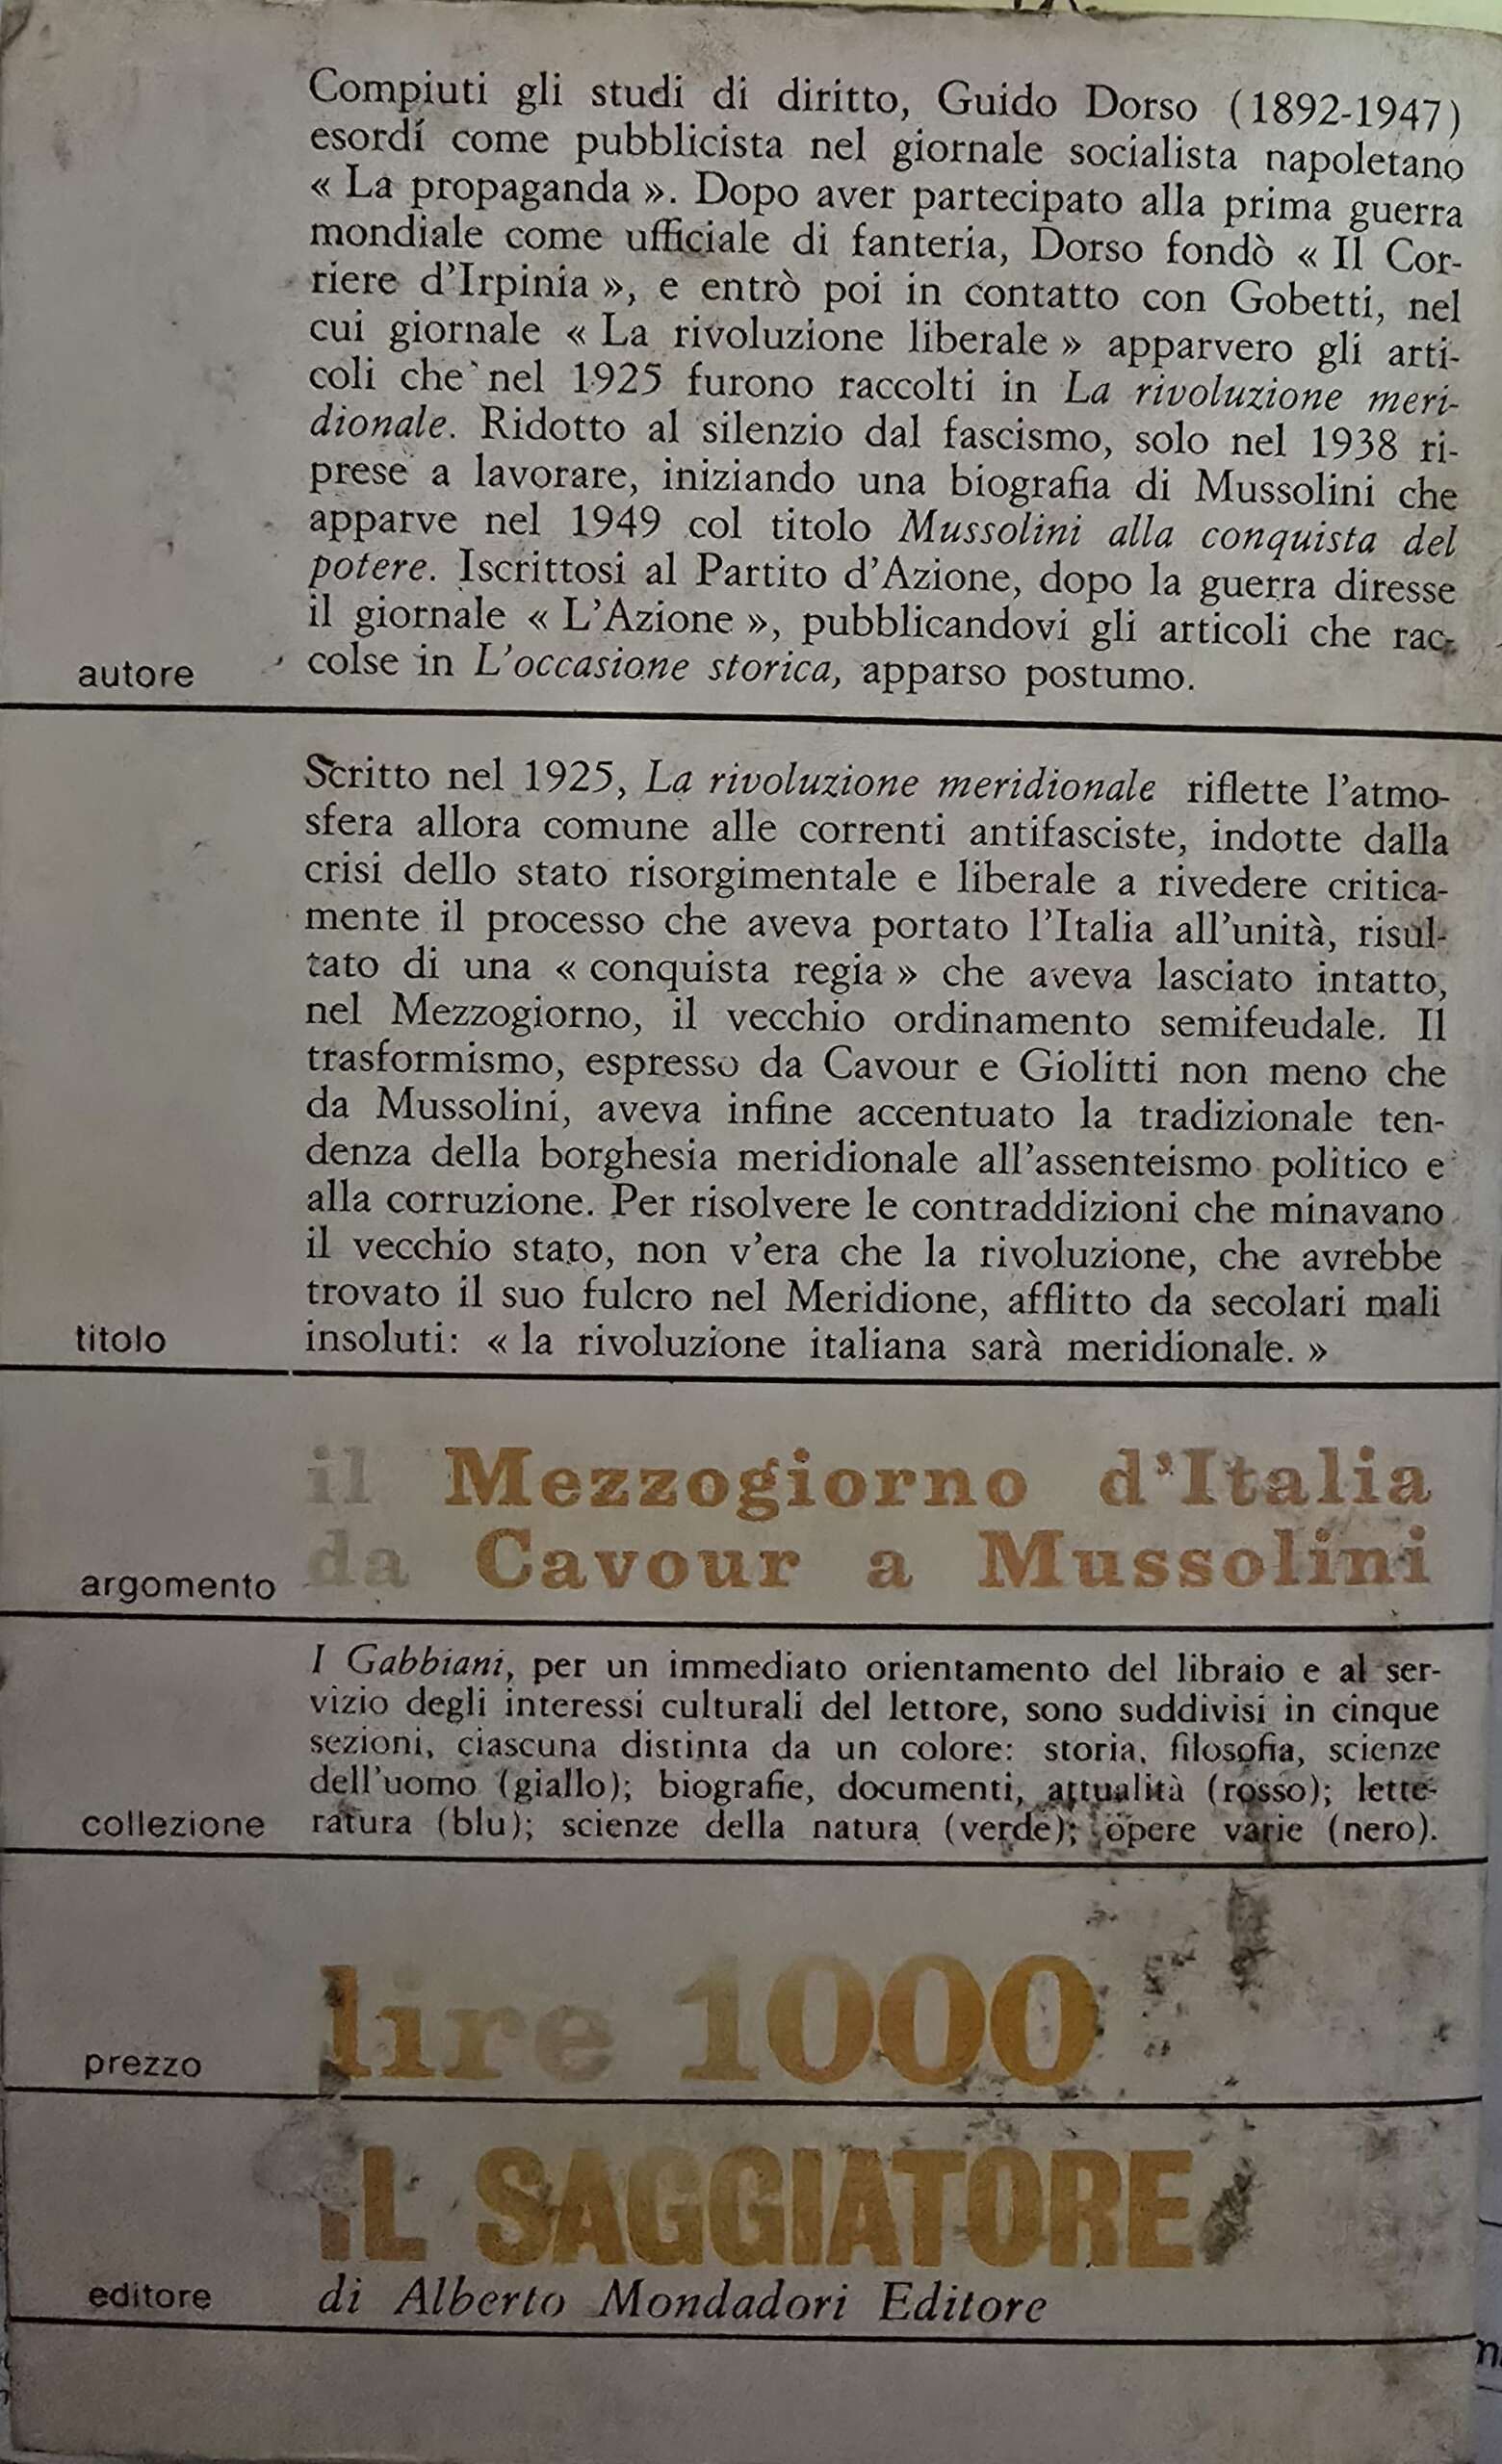 Compiuti gli studi di diritto, Guido Dorso (1892-1947)
esordí come pubblicista nel giornale socialista napoletano
« La propaganda ». Dopo aver partecipato alla prima guerra
mondiale come ufficiale di fanteria, Dorso fondò « Il Cor-
riere d'Irpinia », e entrò poi in contatto con Gobetti, nel
cui giornale « La rivoluzione liberale » apparvero gli arti-
coli che nel 1925 furono raccolti in La rivoluzione meri-
dionale. Ridotto al silenzio dal fascismo, solo nel 1938 ri-
prese a lavorare, iniziando una biografia di Mussolini che
apparve nel 1949 col titolo Mussolini alla conquista del
potere. Iscrittosi al Partito d'Azione, dopo la guerra diresse
il giornale « L'Azione », pubblicandovi gli articoli che rac-
colse in L'occasione storica, apparso postumo.
autore
Scritto nel 1925, La rivoluzione meridionale riflette l'atmo-
sfera allora comune alle correnti antifasciste, indotte dalla
crisi dello stato risorgimentale e liberale a rivedere critica-
mente il processo che aveva portato l'Italia all'unità, risul-
tato di una « conquista regia » che aveva lasciato intatto,
nel Mezzogiorno, il vecchio ordinamento semifeudale. Il
trasformismo, espresso da Cavour e Giolitti non meno che
da Mussolini, aveva infine accentuato la tradizionale ten-
denza della borghesia meridionale all'assenteismo politico e
alla corruzione. Per risolvere le contraddizioni che minavano
il vecchio stato, non v'era che la rivoluzione, che avrebbe
trovato il suo fulcro nel Meridione, afflitto da secolari mali
insoluti: « la rivoluzione italiana sarà meridionale. »
titolo
il Mezzogiorno d'Italia
da Cavour a Mussolini
argomento
I Gabbiani, per un immediato orientamento del libraio e al ser-
vizio degli interessi culturali del lettore, sono suddivisi in cinque
sezioni, ciascuna distinta da un colore: storia, filosofia, scienze
dell'uomo (giallo); biografie, documenti, attualità (rosso); lette-
ratura (blu); scienze della natura (verde); opere varie (nero).
collezione
lire 1000
prezzo
IL SAGGIATORE
di Alberto Mondadori Editore
editore